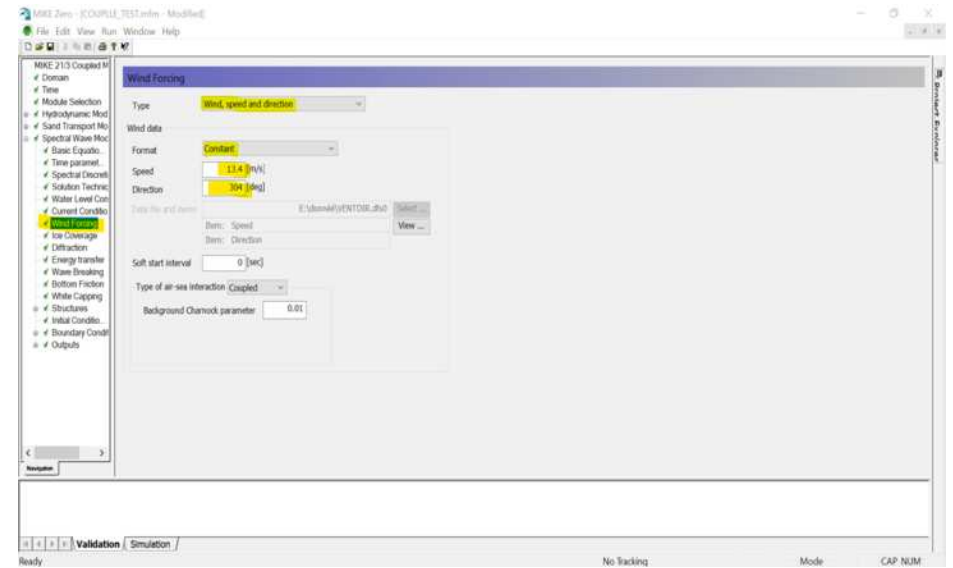 MIKE Zero - [COUPLE_TEST.mfm - Modified]
File Edit View Run Window Help
MIKE 21/3 Coupled M
Domain
Time
Module Selection
Hydrodynamic Mod
Sand Transport Mo
Spectral Wave Moc
Basic Equatio..
Time paramet..
Spectral Discreti
Solution Technic
Water Level Con
Current Conditio
Wind Forcing
Ice Coverage
Diffraction
Energy transfer
Wave Breaking
Bottom Friction
White Capping
Structures
Initial Conditio..
Boundary Condit
Outputs
Navigation
Wind Forcing
Type Wind, speed and direction
Wind data
Format Constant
Speed 13.4 [m/s]
Direction 304 [deg]
Data file and items Select ...
Item: Speed View ...
Item: Direction
Soft start interval 0 [sec]
Type of air-sea interaction Coupled
Background Charnock parameter 0.01
Project Explorer
Validation Simulation
Ready No Tracking Mode CAP NUM